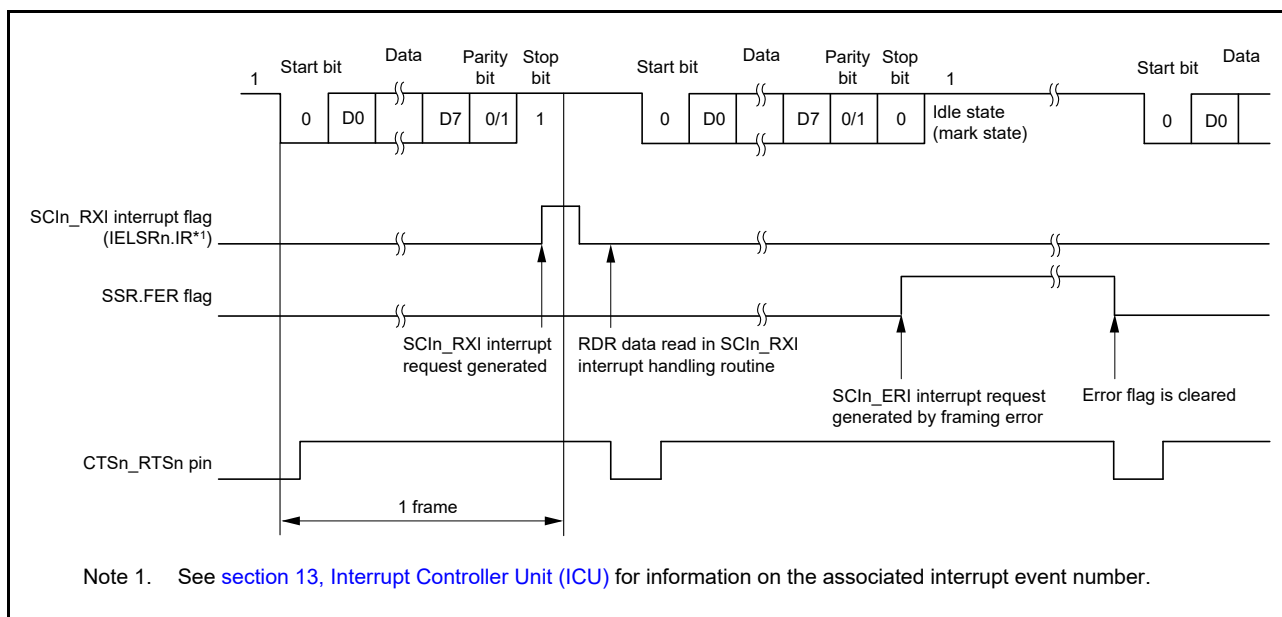 Data Parity Stop Data Parity Stop Data
1 Start bit bit bit Start bit bit bit 1 Start bit
0 D0 D7 0/1 1 0 D0 D7 0/1 0 Idle state 0 D0
(mark state)
SCIn_RXI interrupt flag
(IELSRn.IR*1)
SSR.FER flag
SCIn_RXI interrupt
request generated
RDR data read in SCIn_RXI
interrupt handling routine
SCIn_ERI interrupt request
generated by framing error
Error flag is cleared
CTSn_RTSn pin
1 frame
Note 1. See section 13, Interrupt Controller Unit (ICU) for information on the associated interrupt event number.